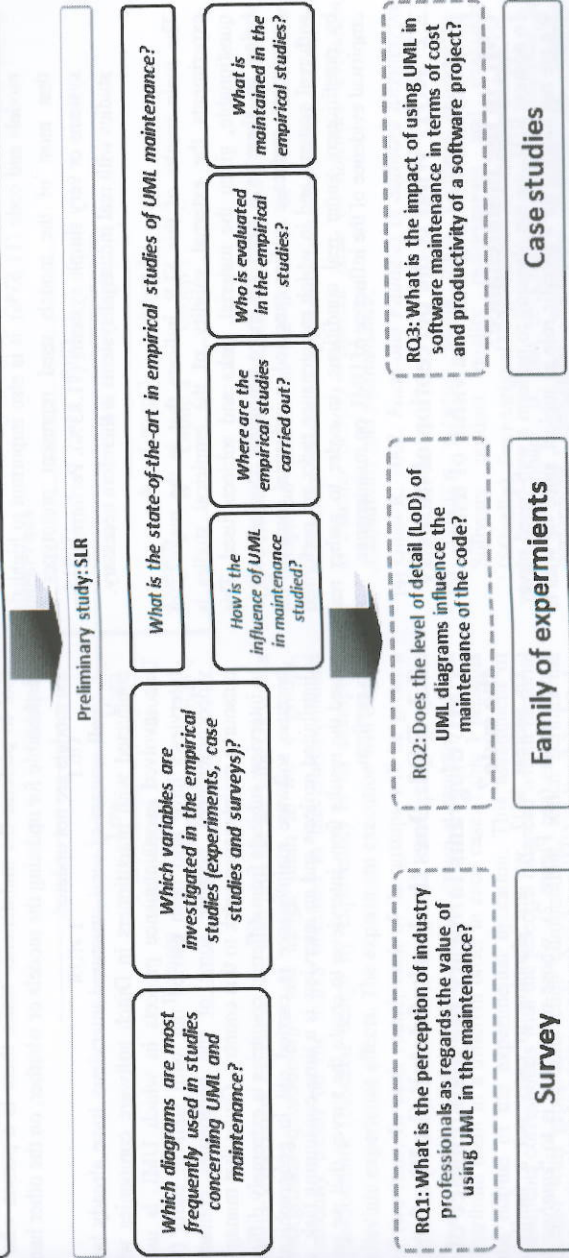 Preliminary study: SLR
Which diagrams are most
frequently used in studies
concerning UML and
maintenance?
Which variables are
investigated in the empirical
studies (experiments, case
studies and surveys)?
What is the state-of-the-art in empirical studies of UML maintenance?
How is the
influence of UML
in maintenance
studied?
Where are the
empirical studies
carried out?
Who is evaluated
in the empirical
studies?
What is
maintained in the
empirical studies?
RQ1: What is the perception of industry
professionals as regards the value of
using UML in the maintenance?
RQ2: Does the level of detail (LoD) of
UML diagrams influence the
maintenance of the code?
RQ3: What is the impact of using UML in
software maintenance in terms of cost
and productivity of a software project?
Survey
Family of expermients
Case studies